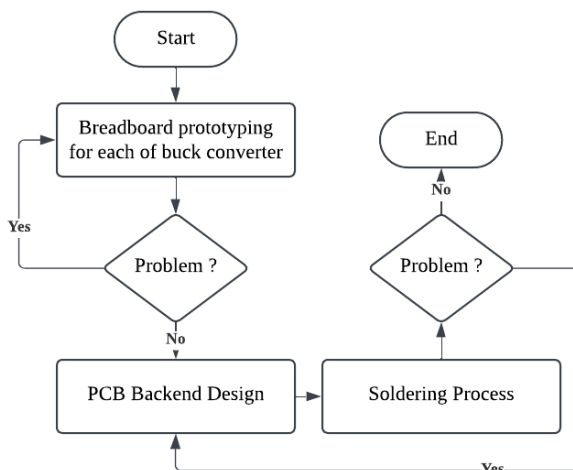 Start
Breadboard prototyping
for each of buck converter
Yes
Problem ?
No
PCB Backend Design
Soldering Process
Problem ?
No
End
Yes